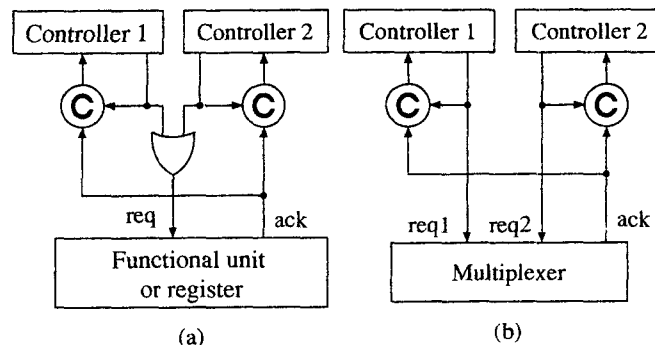 Controller 1
Controller 2
C
C
req
ack
Functional unit
or register
(a)
Controller 1
Controller 2
C
C
req1
req2
ack
Multiplexer
(b)